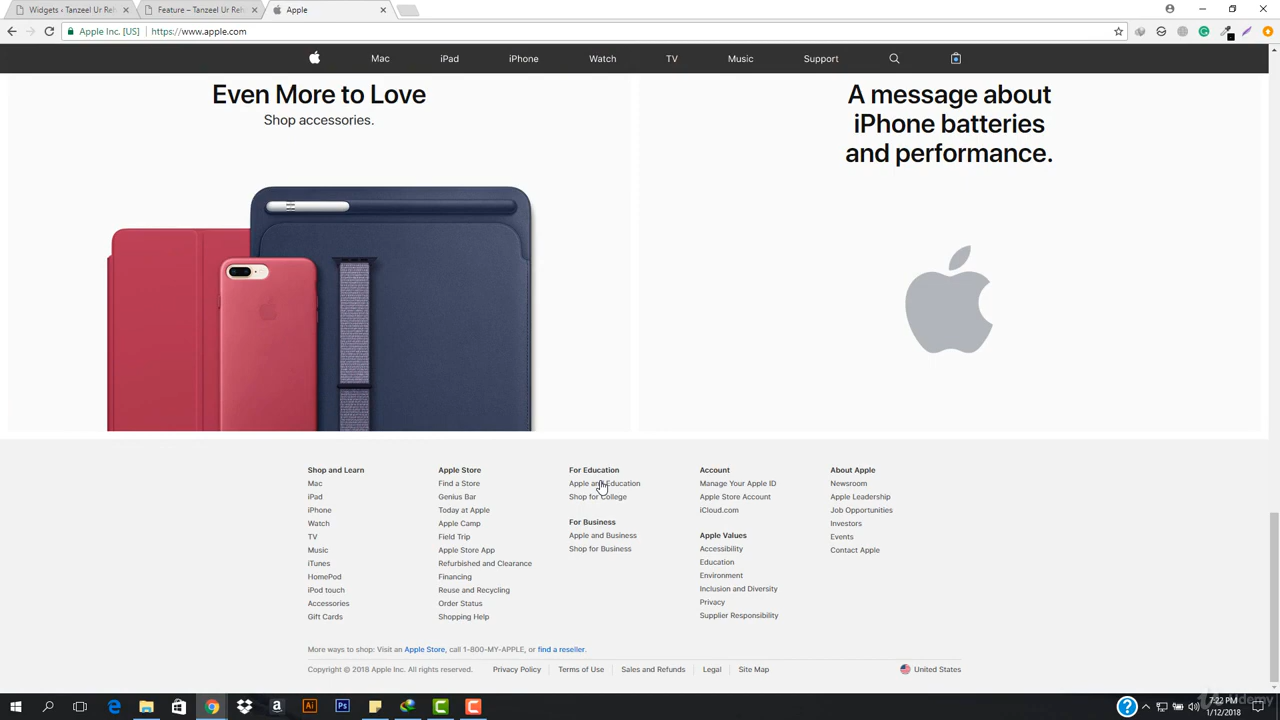 Widgets ‹ Tanzeel Ur Reh
Feature – Tanzeel Ur Reh
Apple
Apple Inc. [US] https://www.apple.com
Mac iPad iPhone Watch TV Music Support
Even More to Love
Shop accessories.
A message about
iPhone batteries
and performance.
Shop and Learn
Mac
iPad
iPhone
Watch
TV
Music
iTunes
HomePod
iPod touch
Accessories
Gift Cards
Apple Store
Find a Store
Genius Bar
Today at Apple
Apple Camp
Field Trip
Apple Store App
Refurbished and Clearance
Financing
Reuse and Recycling
Order Status
Shopping Help
For Education
Apple and Education
Shop for College
For Business
Apple and Business
Shop for Business
Account
Manage Your Apple ID
Apple Store Account
iCloud.com
Apple Values
Accessibility
Education
Environment
Inclusion and Diversity
Privacy
Supplier Responsibility
About Apple
Newsroom
Apple Leadership
Job Opportunities
Investors
Events
Contact Apple
More ways to shop: Visit an Apple Store, call 1-800-MY-APPLE, or find a reseller.
Copyright © 2018 Apple Inc. All rights reserved. Privacy Policy Terms of Use Sales and Refunds Legal Site Map United States
Ai Ps
7:22 PM
1/12/2018
Udemy